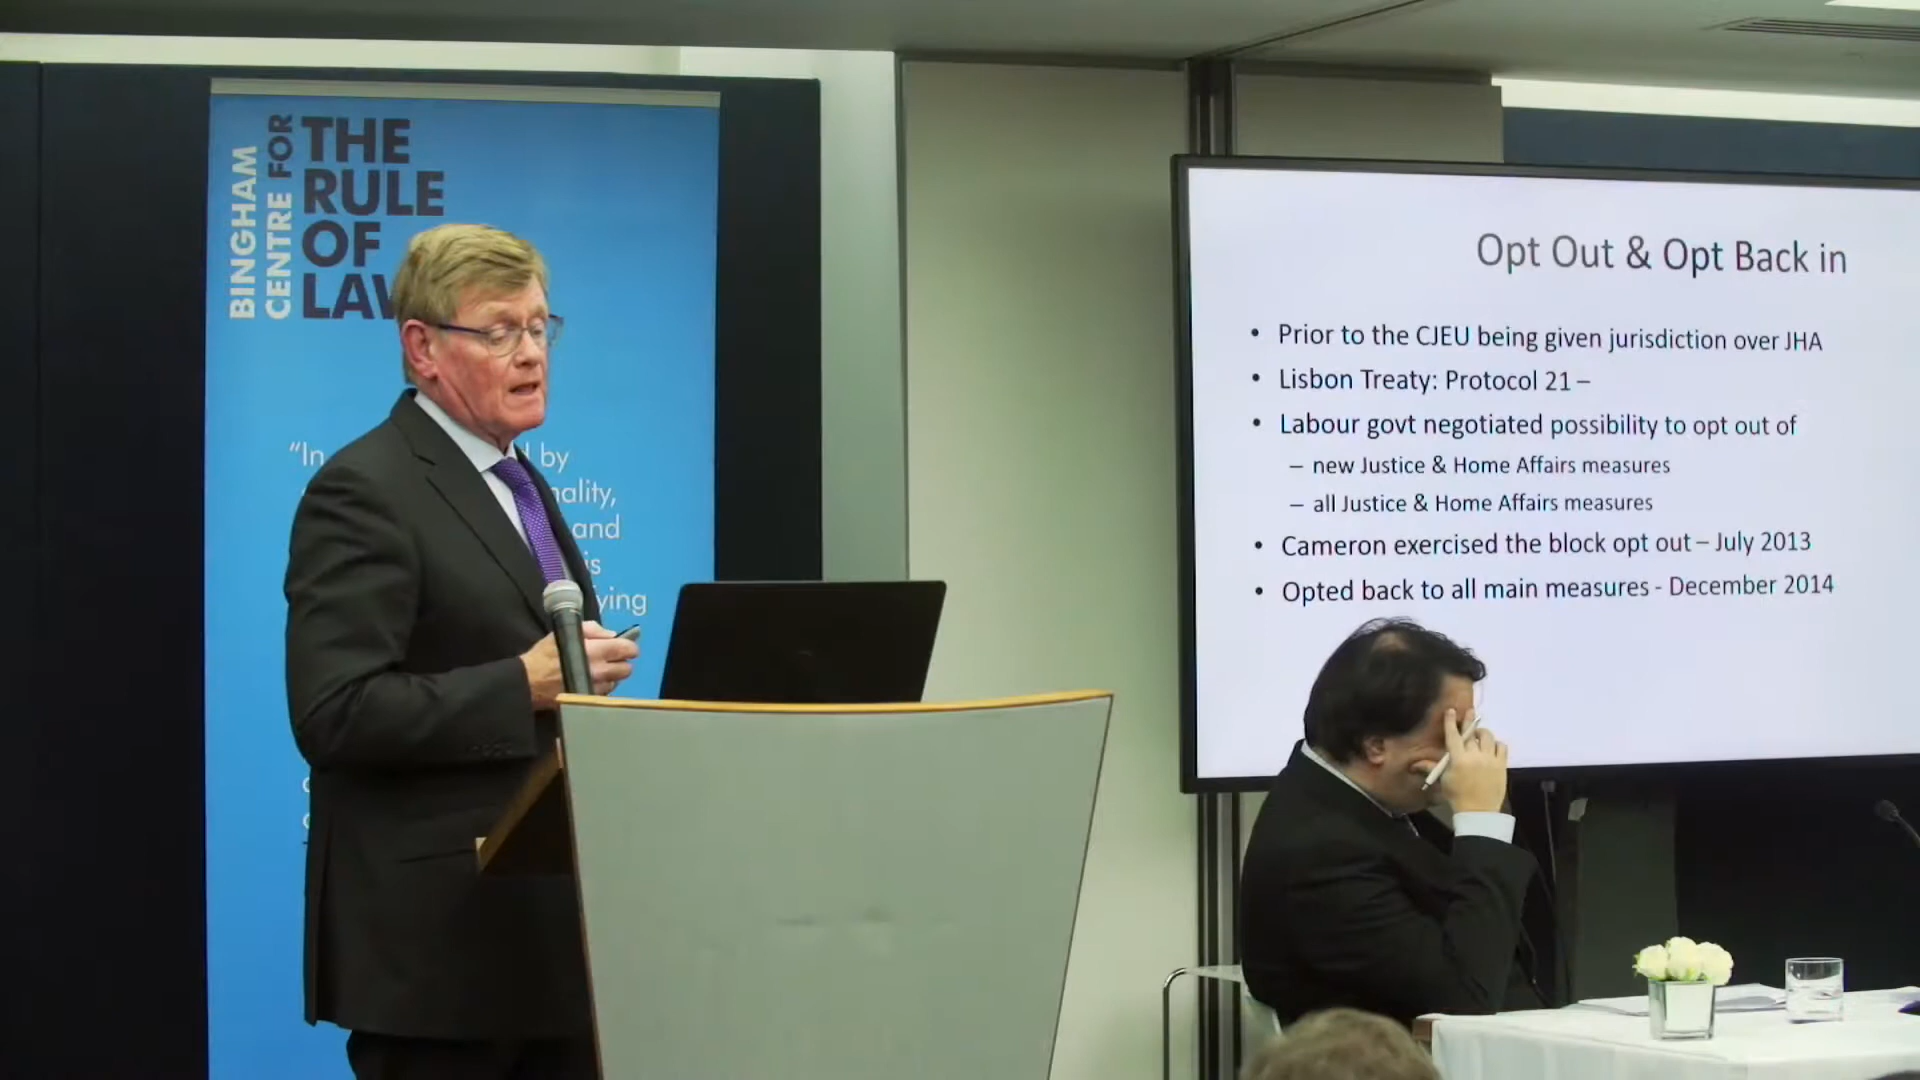 BINGHAM
CENTRE FOR
THE
RULE
OF
“In
by
and
Opt Out & Opt Back in
• Prior to the CJEU being given jurisdiction over JHA
• Lisbon Treaty: Protocol 21 –
• Labour govt negotiated possibility to opt out of
– new Justice & Home Affairs measures
– all Justice & Home Affairs measures
• Cameron exercised the block opt out – July 2013
• Opted back to all main measures - December 2014